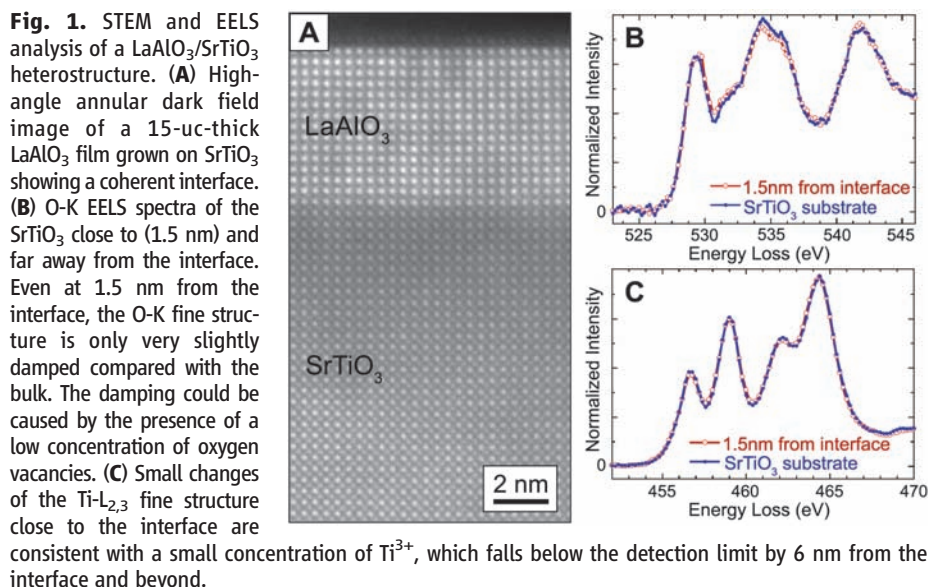 Fig. 1. STEM and EELS
analysis of a LaAlO₃/SrTiO₃
heterostructure. (A) High-
angle annular dark field
image of a 15-uc-thick
LaAlO₃ film grown on SrTiO₃
showing a coherent interface.
(B) O-K EELS spectra of the
SrTiO₃ close to (1.5 nm) and
far away from the interface.
Even at 1.5 nm from the
interface, the O-K fine struc-
ture is only very slightly
damped compared with the
bulk. The damping could be
caused by the presence of a
low concentration of oxygen
vacancies. (C) Small changes
of the Ti-L₂,₃ fine structure
close to the interface are
consistent with a small concentration of Ti³⁺, which falls below the detection limit by 6 nm from the
interface and beyond.
A
LaAlO₃
SrTiO₃
2 nm
B
Normalized Intensity
0
1.5nm from interface
SrTiO₃ substrate
525 530 535 540 545
Energy Loss (eV)
C
Normalized Intensity
0
1.5nm from interface
SrTiO₃ substrate
455 460 465 470
Energy Loss (eV)